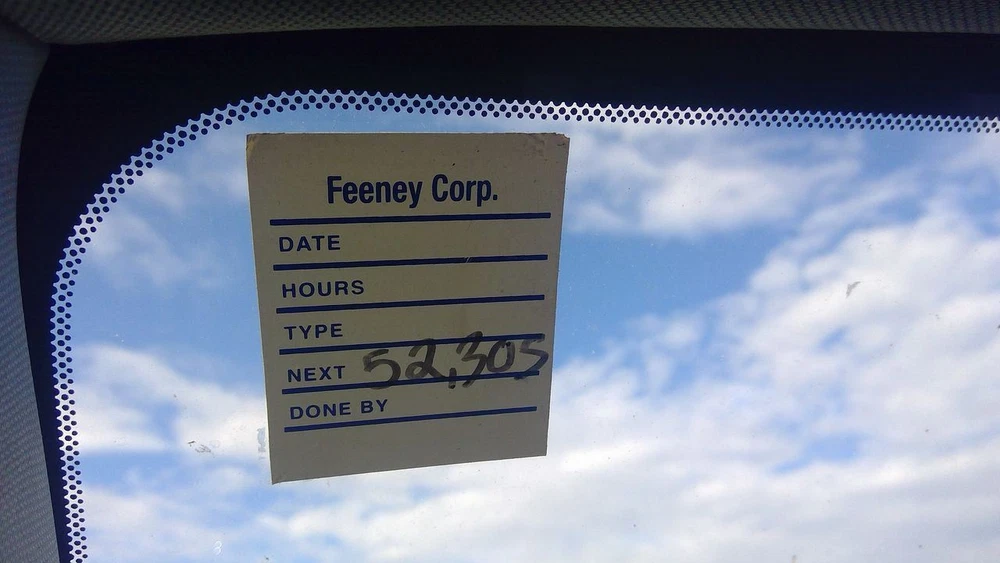 Feeney Corp.
DATE
HOURS
TYPE
NEXT 52,305
DONE BY